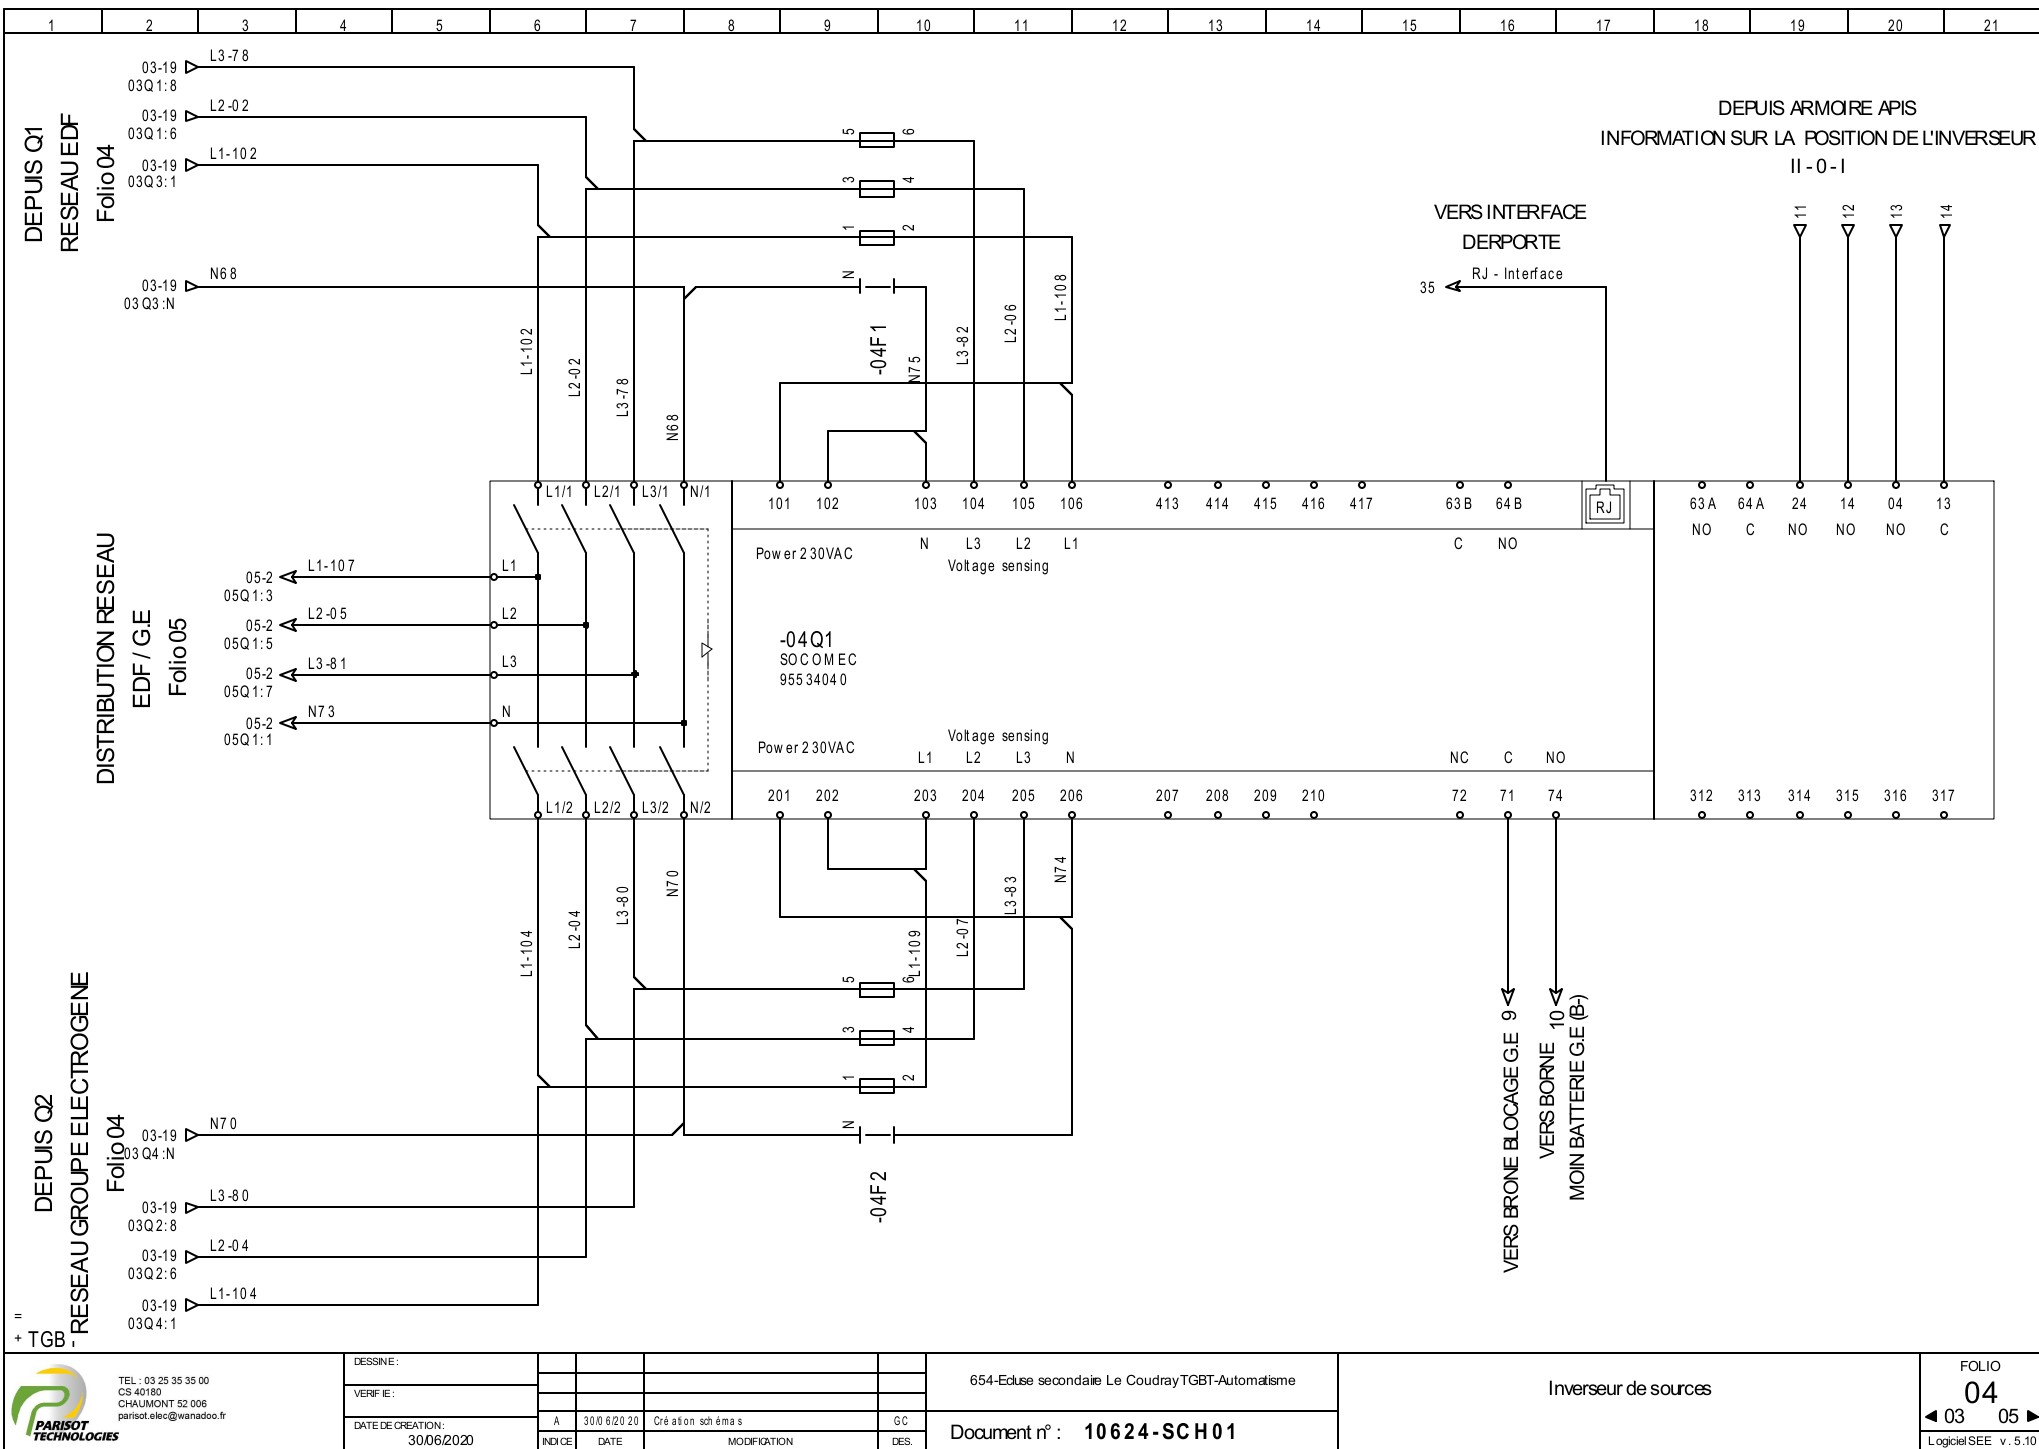 1 2 3 4 5 6 7 8 9 10 11 12 13 14 15 16 17 18 19 20 21
DEPUIS Q1
RESEAU EDF
Folio 04
03-19 L3-78
03Q1:8
03-19 L2-02
03Q1:6
03-19 L1-102
03Q3:1
03-19 N68
03Q3:N
5 6
3 4
1 2
N
-04F1
L1-102
L2-02
L3-78
N68
N75
L3-82
L2-06
L1-108
VERS INTERFACE
DERPORTE
RJ - Interface
35
DEPUIS ARMOIRE APIS
INFORMATION SUR LA POSITION DE L'INVERSEUR
II - 0 - I
11 12 13 14
L1/1 L2/1 L3/1 N/1
101 102 103 104 105 106 413 414 415 416 417 63B 64B RJ 63A 64A 24 14 04 13
NO C NO NO NO C
Power 230VAC
N L3 L2 L1
Voltage sensing
C NO
DISTRIBUTION RESEAU
EDF / G.E
Folio 05
05-2 L1-107 L1
05Q1:3
05-2 L2-05 L2
05Q1:5
05-2 L3-81 L3
05Q1:7
05-2 N73 N
05Q1:1
-04Q1
SOCOMEC
95534040
Power 230VAC
Voltage sensing
L1 L2 L3 N
NC C NO
L1/2 L2/2 L3/2 N/2
201 202 203 204 205 206 207 208 209 210 72 71 74 312 313 314 315 316 317
L1-104
L2-04
L3-80
N70
L1-109
L2-07
L3-83
N74
5 6
3 4
1 2
N
-04F2
VERS BRONE BLOCAGE G.E 9
VERS BORNE 10
MOIN BATTERIE G.E (B-)
DEPUIS Q2
RESEAU GROUPE ELECTROGENE
Folio 04
03-19 N70
03Q4:N
03-19 L3-80
03Q2:8
03-19 L2-04
03Q2:6
03-19 L1-104
03Q4:1
=
+ TGB -
PARISOT
TECHNOLOGIES
TEL : 03 25 35 35 00
CS 40180
CHAUMONT 52 006
parisot.elec@wanadoo.fr
DESSINE :
VERIFIE :
DATE DE CREATION :
30/06/2020
A 30/06/2020 Création schémas GC
INDICE DATE MODIFICATION DES.
654-Ecluse secondaire Le Coudray TGBT-Automatisme
Document n° : 10624-SCH01
Inverseur de sources
FOLIO
04
03 05
Logiciel SEE v.5.10